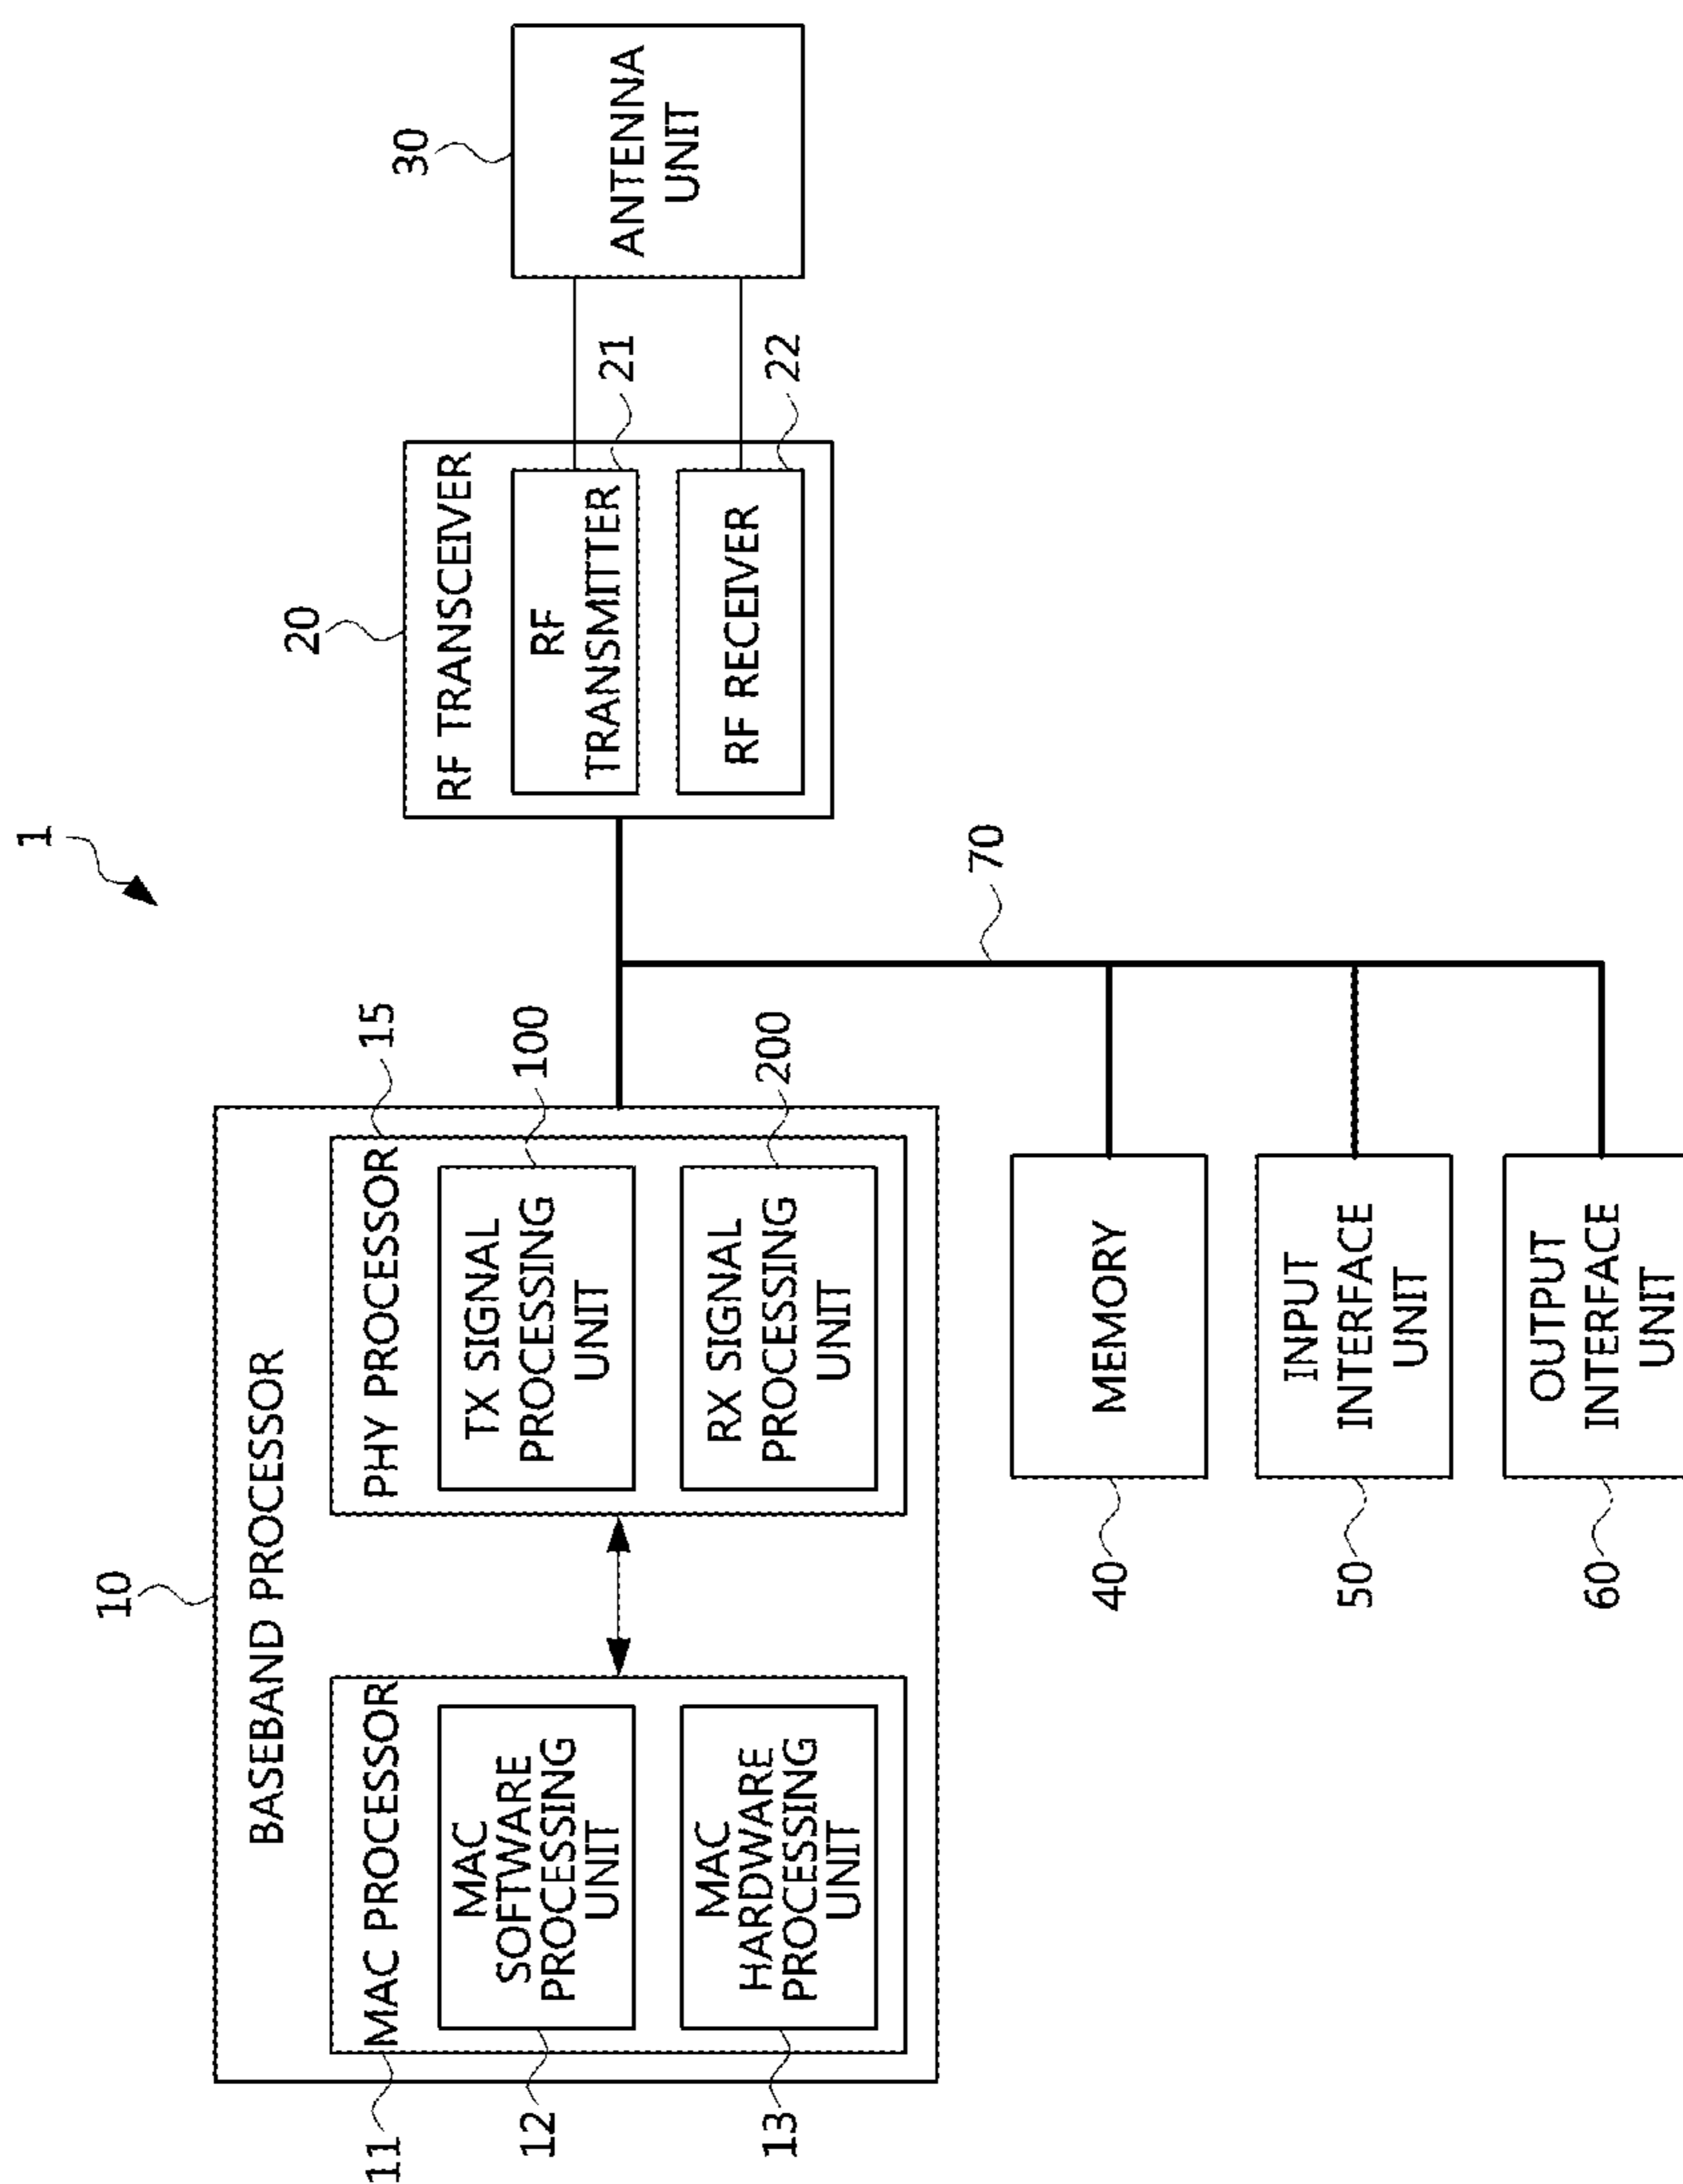 1
10
BASEBAND PROCESSOR
11
MAC PROCESSOR
12
MAC
SOFTWARE
PROCESSING
UNIT
13
MAC
HARDWARE
PROCESSING
UNIT
15
PHY PROCESSOR
100
TX SIGNAL
PROCESSING
UNIT
200
RX SIGNAL
PROCESSING
UNIT
20
RF TRANSCEIVER
21
RF
TRANSMITTER
22
RF RECEIVER
30
ANTENNA
UNIT
70
40
MEMORY
50
INPUT
INTERFACE
UNIT
60
OUTPUT
INTERFACE
UNIT